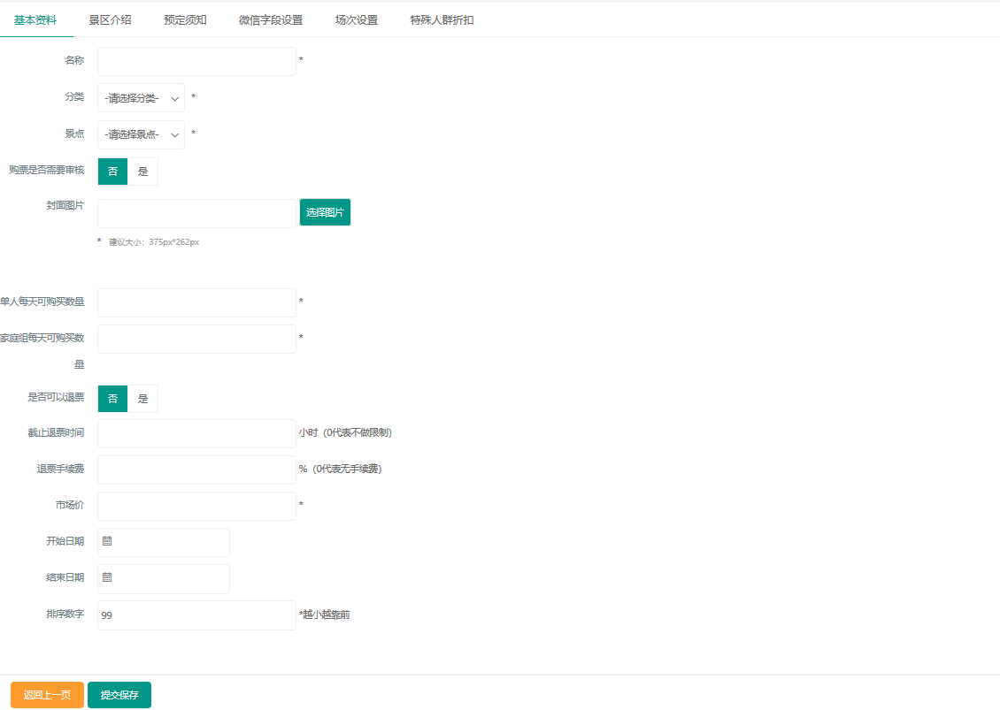 基本资料 景区介绍 预定须知 微信字段设置 场次设置 特殊人群折扣
名称 *
分类 -请选择分类- *
景点 -请选择景点- *
购票是否需要审核 否 是
封面图片 选择图片
* 建议大小：375px*262px
单人每天可购买数量 *
家庭组每天可购买数 *
量
是否可以退票 否 是
截止退票时间 小时（0代表不做限制）
退票手续费 %（0代表无手续费）
市场价 *
开始日期
结束日期
排序数字 99 *越小越靠前
返回上一页 提交保存